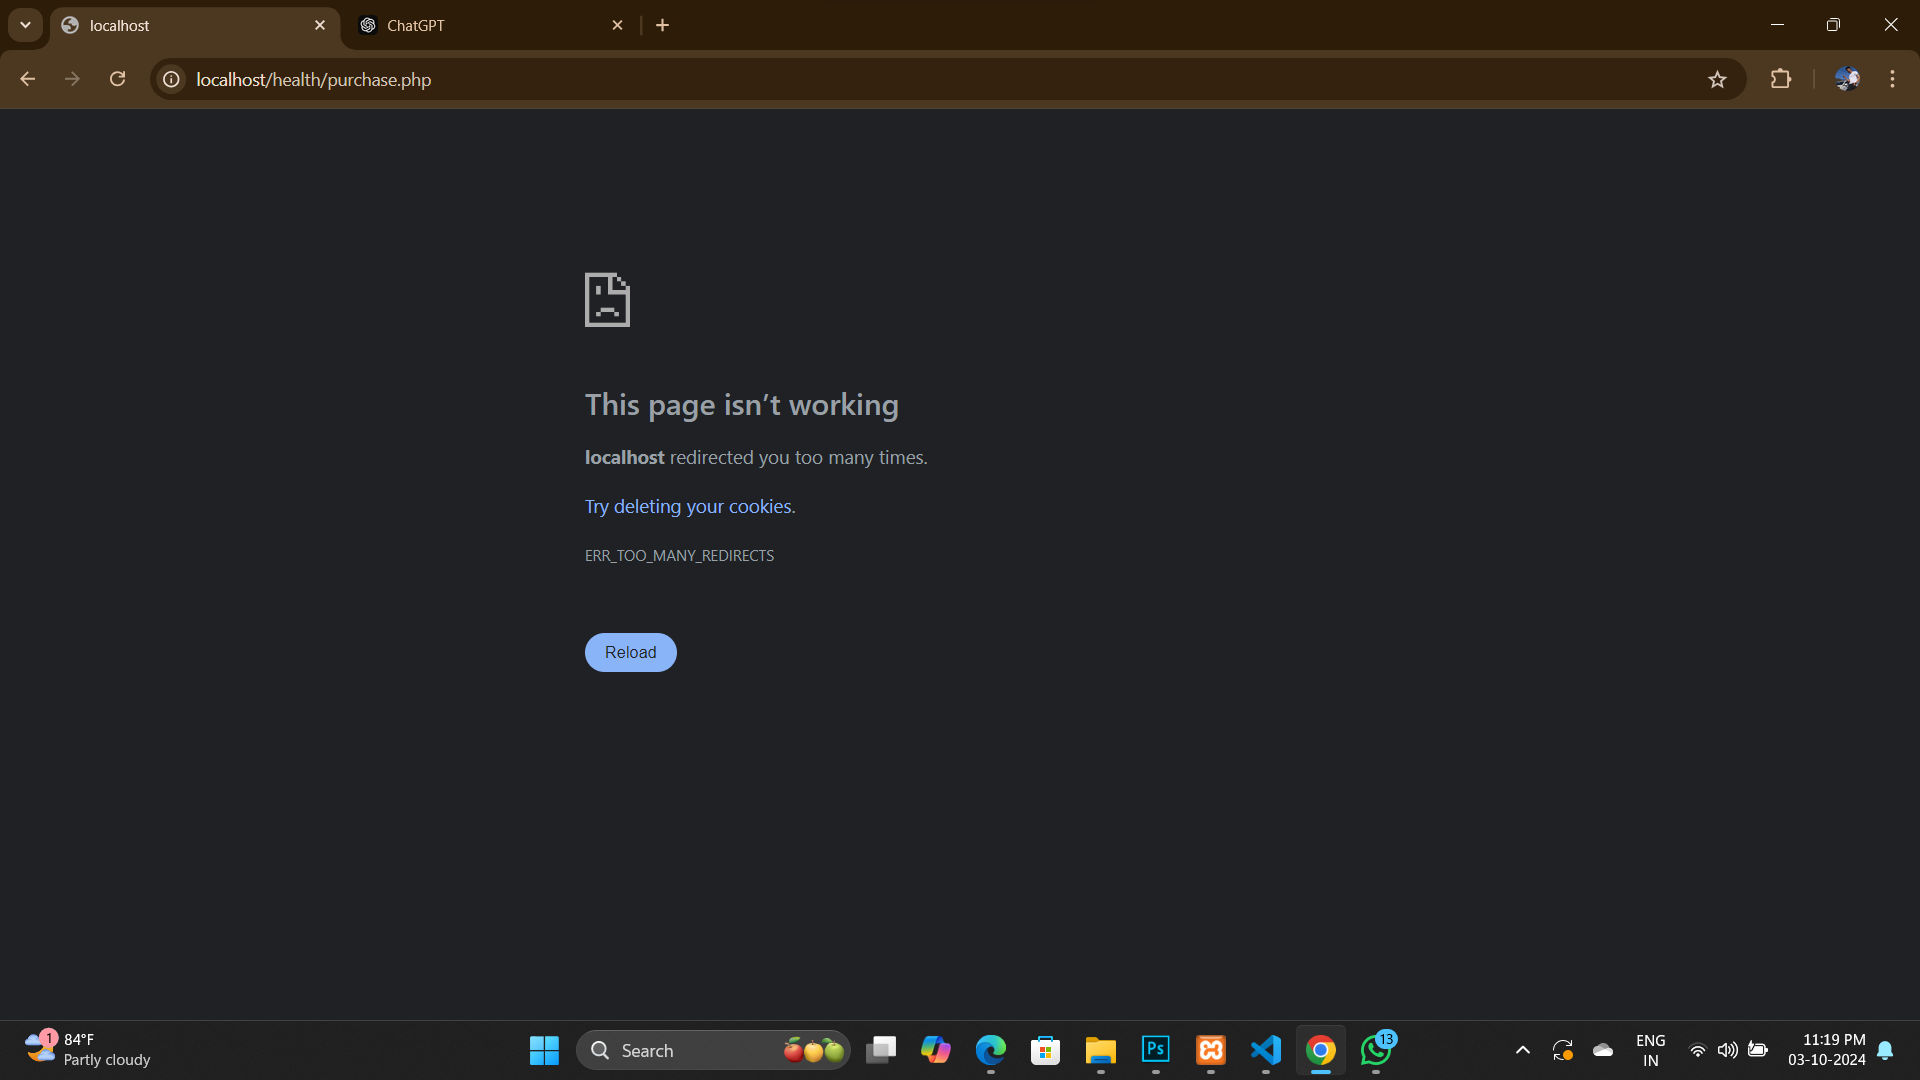 localhost
ChatGPT
localhost/health/purchase.php
This page isn’t working
localhost redirected you too many times.
Try deleting your cookies.
ERR_TOO_MANY_REDIRECTS
Reload
1
84°F
Partly cloudy
Search
Ps
13
ENG
IN
11:19 PM
03-10-2024